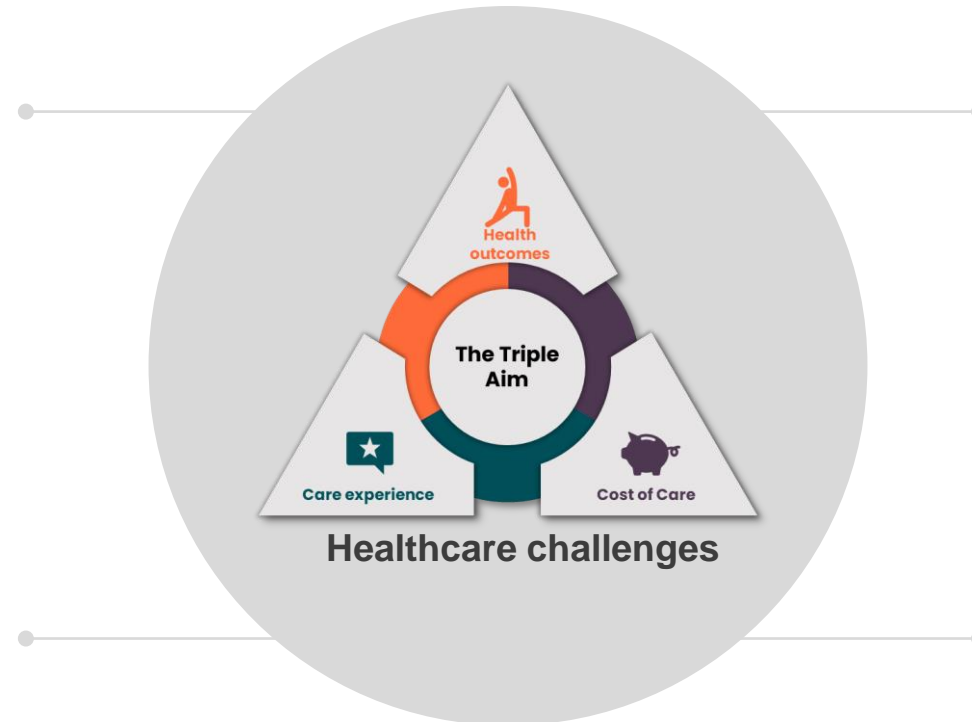 Health
outcomes
The Triple
Aim
Care experience
Cost of Care
Healthcare challenges